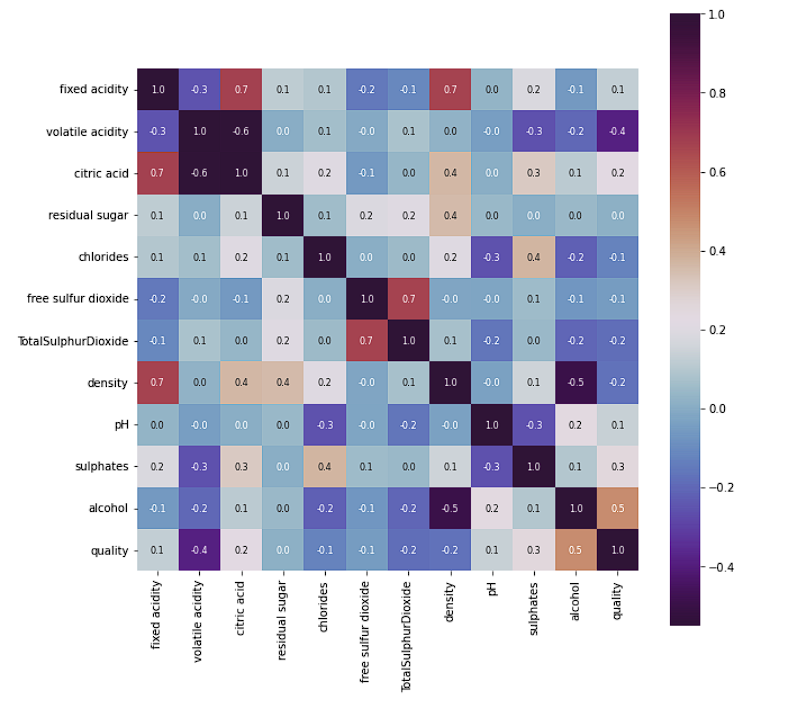 1.0
fixed acidity 1.0 -0.3 0.7 0.1 0.1 -0.2 -0.1 0.7 0.0 0.2 -0.1 0.1
0.8
volatile acidity -0.3 1.0 -0.6 0.0 0.1 -0.0 0.1 0.0 -0.0 -0.3 -0.2 -0.4
citric acid 0.7 -0.6 1.0 0.1 0.2 -0.1 0.0 0.4 0.0 0.3 0.1 0.2
0.6
residual sugar 0.1 0.0 0.1 1.0 0.1 0.2 0.2 0.4 0.0 0.0 0.0 0.0
0.4
chlorides 0.1 0.1 0.2 0.1 1.0 0.0 0.0 0.2 -0.3 0.4 -0.2 -0.1
free sulfur dioxide -0.2 -0.0 -0.1 0.2 0.0 1.0 0.7 -0.0 -0.0 0.1 -0.1 -0.1
0.2
TotalSulphurDioxide -0.1 0.1 0.0 0.2 0.0 0.7 1.0 0.1 -0.2 0.0 -0.2 -0.2
density 0.7 0.0 0.4 0.4 0.2 -0.0 0.1 1.0 -0.0 0.1 -0.5 -0.2
0.0
pH 0.0 -0.0 0.0 0.0 -0.3 -0.0 -0.2 -0.0 1.0 -0.3 0.2 0.1
sulphates 0.2 -0.3 0.3 0.0 0.4 0.1 0.0 0.1 -0.3 1.0 0.1 0.3
−0.2
alcohol -0.1 -0.2 0.1 0.0 -0.2 -0.1 -0.2 -0.5 0.2 0.1 1.0 0.5
quality 0.1 -0.4 0.2 0.0 -0.1 -0.1 -0.2 -0.2 0.1 0.3 0.5 1.0
−0.4
fixed acidity
volatile acidity
citric acid
residual sugar
chlorides
free sulfur dioxide
TotalSulphurDioxide
density
pH
sulphates
alcohol
quality